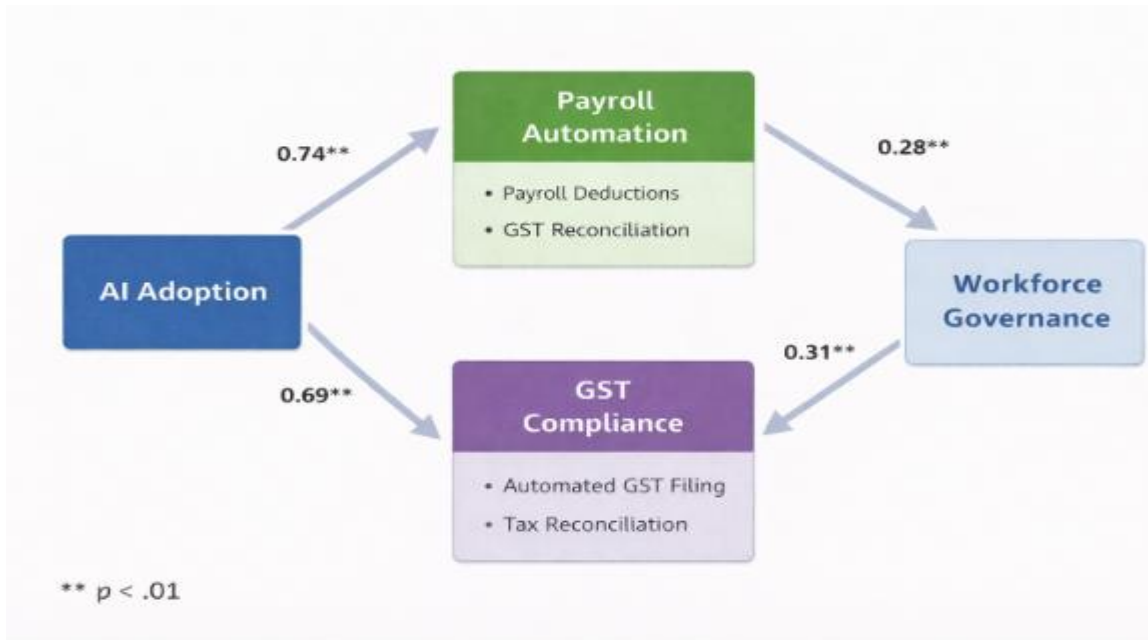 Payroll
Automation
0.74**
0.28**
• Payroll Deductions
• GST Reconciliation
AI Adoption
Workforce
Governance
0.31**
0.69**
GST
Compliance
• Automated GST Filing
• Tax Reconciliation
** p < .01